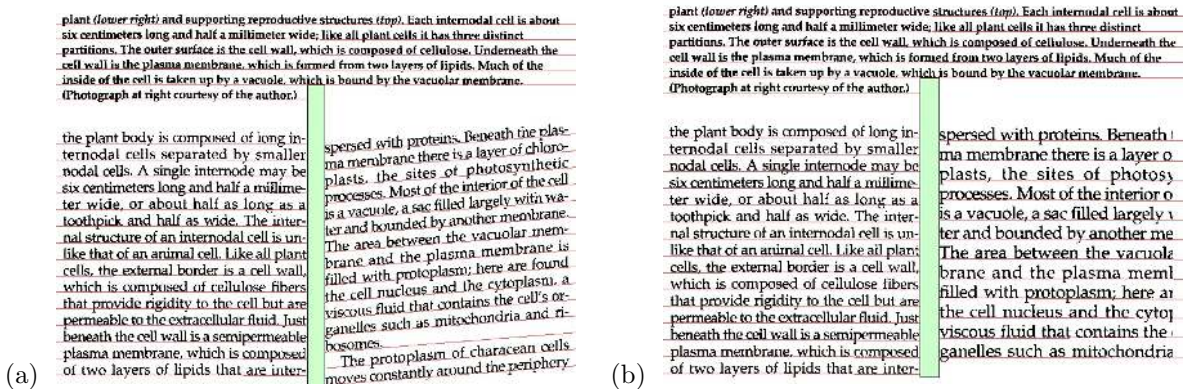 plant (lower right) and supporting reproductive structures (top). Each internodal cell is about
six centimeters long and half a millimeter wide; like all plant cells it has three distinct
partitions. The outer surface is the cell wall, which is composed of cellulose. Underneath the
cell wall is the plasma membrane, which is formed from two layers of lipids. Much of the
inside of the cell is taken up by a vacuole, which is bound by the vacuolar membrane.
(Photograph at right courtesy of the author.)
the plant body is composed of long in-
ternodal cells separated by smaller
nodal cells. A single internode may be
six centimeters long and half a millime-
ter wide, or about half as long as a
toothpick and half as wide. The inter-
nal structure of an internodal cell is un-
like that of an animal cell. Like all plant
cells, the external border is a cell wall,
which is composed of cellulose fibers
that provide rigidity to the cell but are
permeable to the extracellular fluid. Just
beneath the cell wall is a semipermeable
plasma membrane, which is composed
of two layers of lipids that are inter-
spersed with proteins. Beneath the plas-
ma membrane there is a layer of chloro-
plasts, the sites of photosynthetic
processes. Most of the interior of the cell
is a vacuole, a sac filled largely with wa-
ter and bounded by another membrane.
The area between the vacuolar mem-
brane and the plasma membrane is
filled with protoplasm; here are found
the cell nucleus and the cytoplasm, a
viscous fluid that contains the cell's or-
ganelles such as mitochondria and ri-
bosomes.
The protoplasm of characean cells
moves constantly around the periphery
(a)
plant (lower right) and supporting reproductive structures (top). Each internodal cell is about
six centimeters long and half a millimeter wide; like all plant cells it has three distinct
partitions. The outer surface is the cell wall, which is composed of cellulose. Underneath the
cell wall is the plasma membrane, which is formed from two layers of lipids. Much of the
inside of the cell is taken up by a vacuole, which is bound by the vacuolar membrane.
(Photograph at right courtesy of the author.)
the plant body is composed of long in-
ternodal cells separated by smaller
nodal cells. A single internode may be
six centimeters long and half a millime-
ter wide, or about half as long as a
toothpick and half as wide. The inter-
nal structure of an internodal cell is un-
like that of an animal cell. Like all plant
cells, the external border is a cell wall,
which is composed of cellulose fibers
that provide rigidity to the cell but are
permeable to the extracellular fluid. Just
beneath the cell wall is a semipermeable
plasma membrane, which is composed
of two layers of lipids that are inter-
spersed with proteins. Beneath
ma membrane there is a layer o
plasts, the sites of photosy
processes. Most of the interior o
is a vacuole, a sac filled largely
ter and bounded by another me
The area between the vacuola
brane and the plasma meml
filled with protoplasm; here ar
the cell nucleus and the cytop
viscous fluid that contains the
ganelles such as mitochondria
(b)